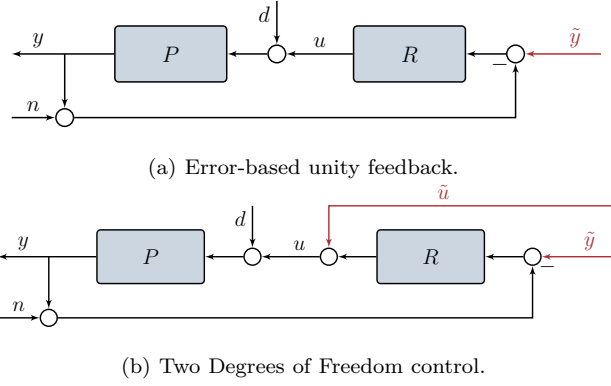 d
y P u R ỹ
n −
(a) Error-based unity feedback.
ũ
d
y P u R ỹ
n −
(b) Two Degrees of Freedom control.